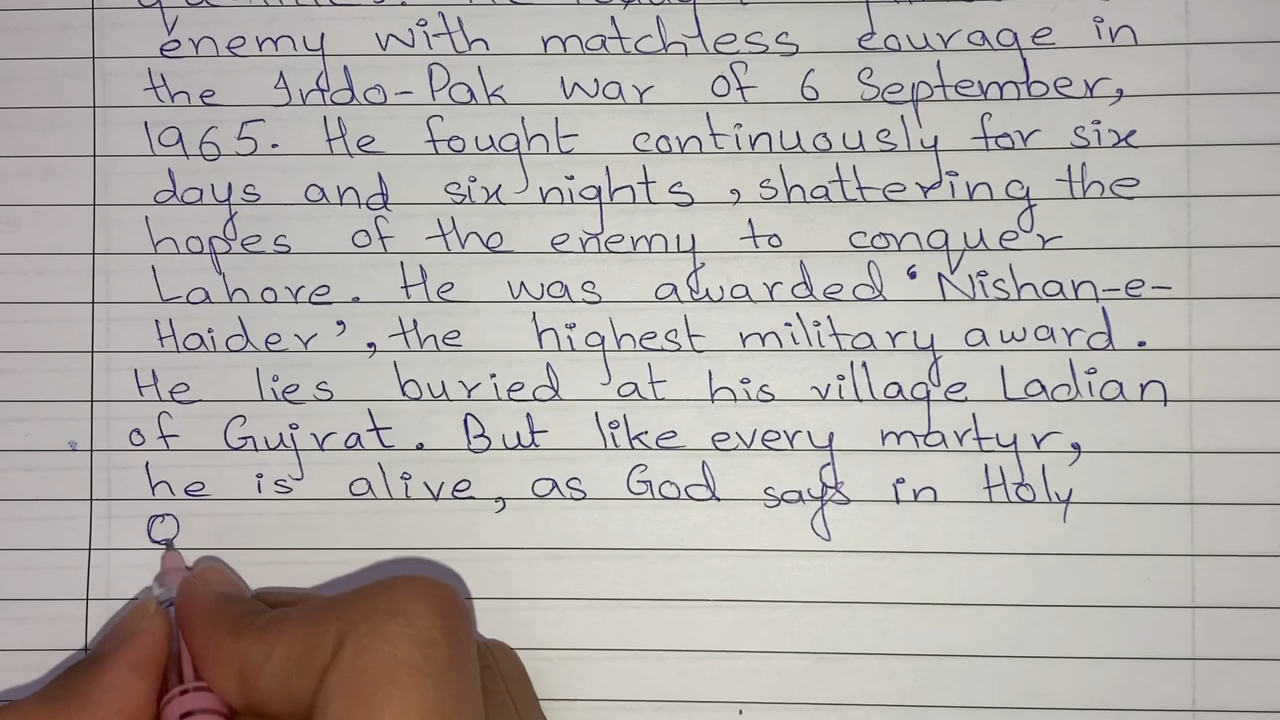 enemy with matchless courage in
the Indo-Pak war of 6 September,
1965. He fought continuously for six
days and six nights, shattering the
hopes of the enemy to conquer
Lahore. He was awarded ‘Nishan-e-
Haider’, the highest military award.
He lies buried at his village Ladian
of Gujrat. But like every martyr,
he is alive, as God says in Holy
Q